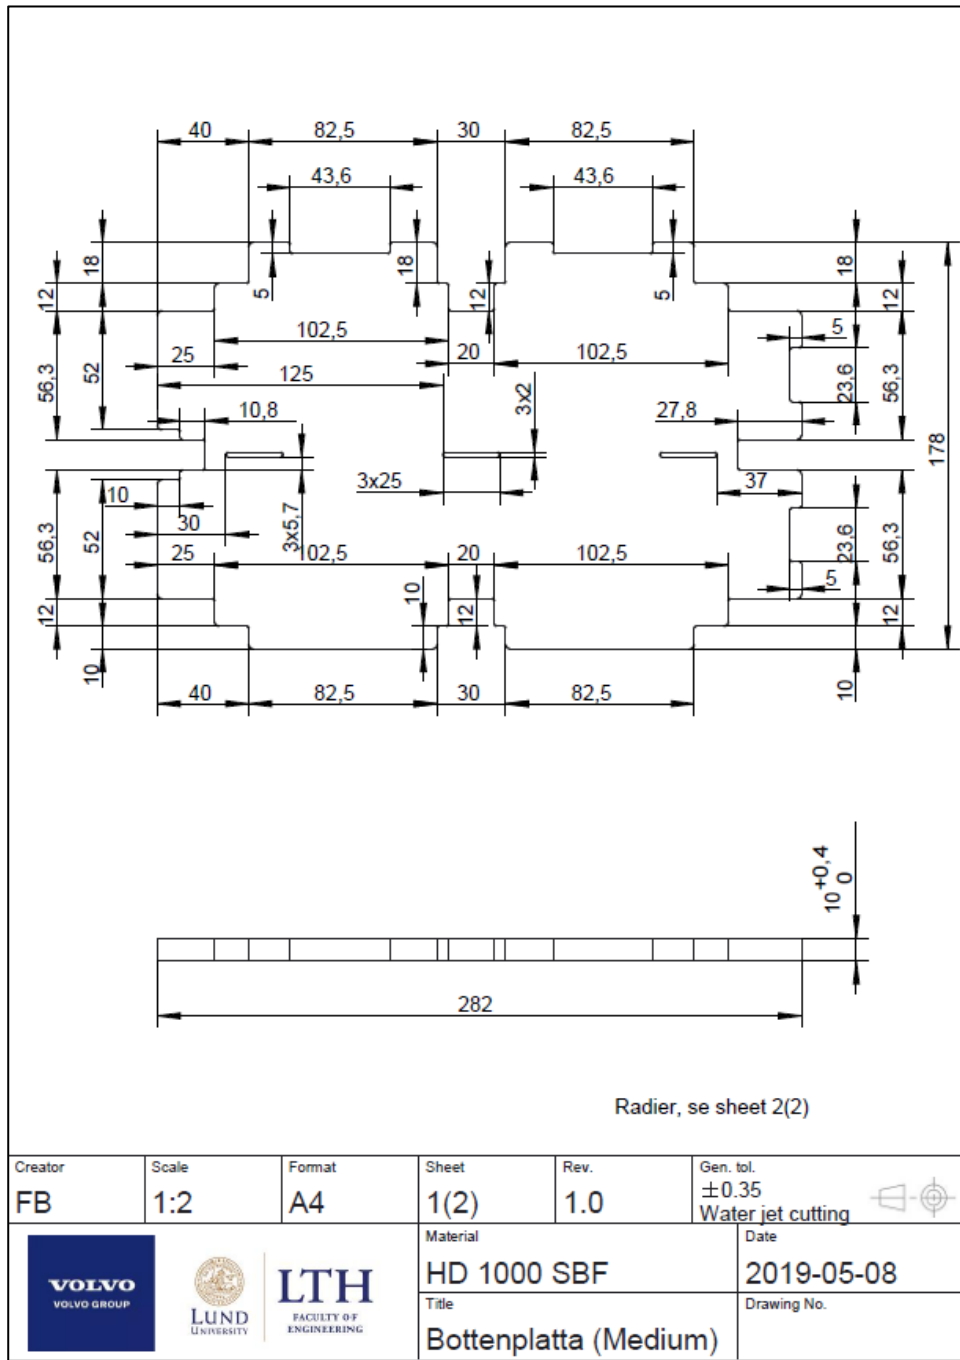 40 82,5 30 82,5
43,6 43,6
18 5 18 5 18
12 12 12
102,5 20 102,5 5
25
125
56,3 52 10,8 3x2 27,8 23,6 56,3
178
3x25 37
10
30 3x5,7
56,3 52 23,6 56,3
25 102,5 20 102,5 5
12 10 12 12
10 10
40 82,5 30 82,5
10 +0,4 0
282
Radier, se sheet 2(2)
Creator Scale Format Sheet Rev. Gen. tol.
FB 1:2 A4 1(2) 1.0 ±0.35
Water jet cutting
Material Date
HD 1000 SBF 2019-05-08
Title Drawing No.
Bottenplatta (Medium)
VOLVO
VOLVO GROUP
LUND
UNIVERSITY
LTH
FACULTY OF
ENGINEERING